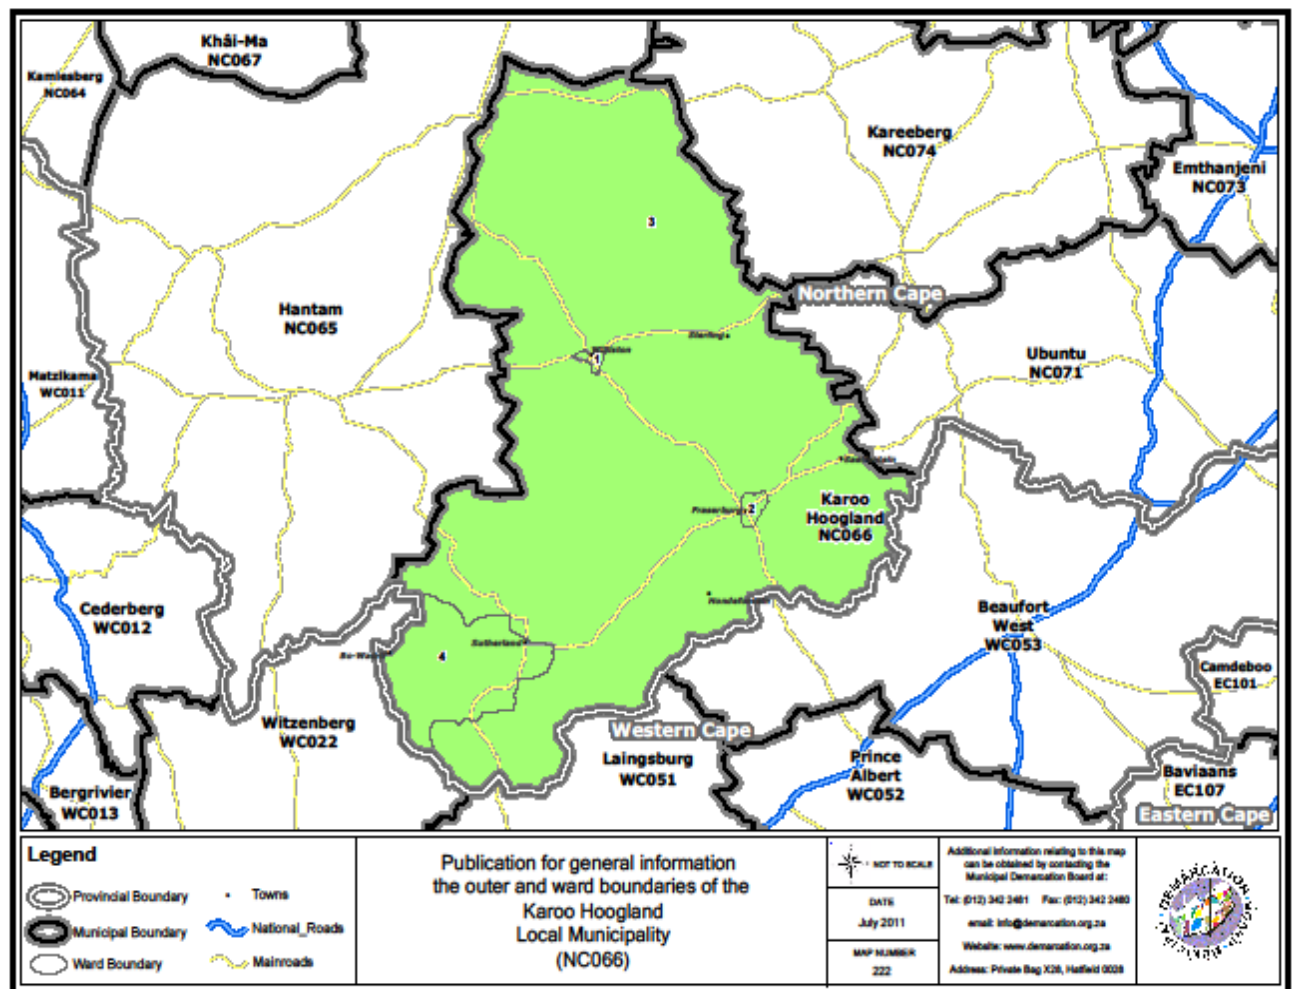 Khâi-Ma
NC067
Kamiesberg
NC064
Kareeberg
NC074
Emthanjeni
NC073
3
Northern Cape
Hantam
NC065
Sterling
1
Ubuntu
NC071
Matzikama
WC011
Karoo
Hoogland
NC066
Fraserburg
2
Cederberg
WC012
Beaufort
West
WC053
Sutherland
4
Camdeboo
EC101
Witzenberg
WC022
Western Cape
Laingsburg
WC051
Prince
Albert
WC052
Baviaans
EC107
Bergrivier
WC013
Eastern Cape
Legend
Provincial Boundary
Towns
Municipal Boundary
National_Roads
Ward Boundary
Mainroads
Publication for general information
the outer and ward boundaries of the
Karoo Hoogland
Local Municipality
(NC066)
NOT TO SCALE
DATE
July 2011
MAP NUMBER
222
Additional information relating to this map
can be obtained by contacting the
Municipal Demarcation Board at:
Tel: (012) 342 2481 Fax: (012) 342 2480
email: info@demarcation.org.za
Website: www.demarcation.org.za
Address: Private Bag X28, Hatfield 0028